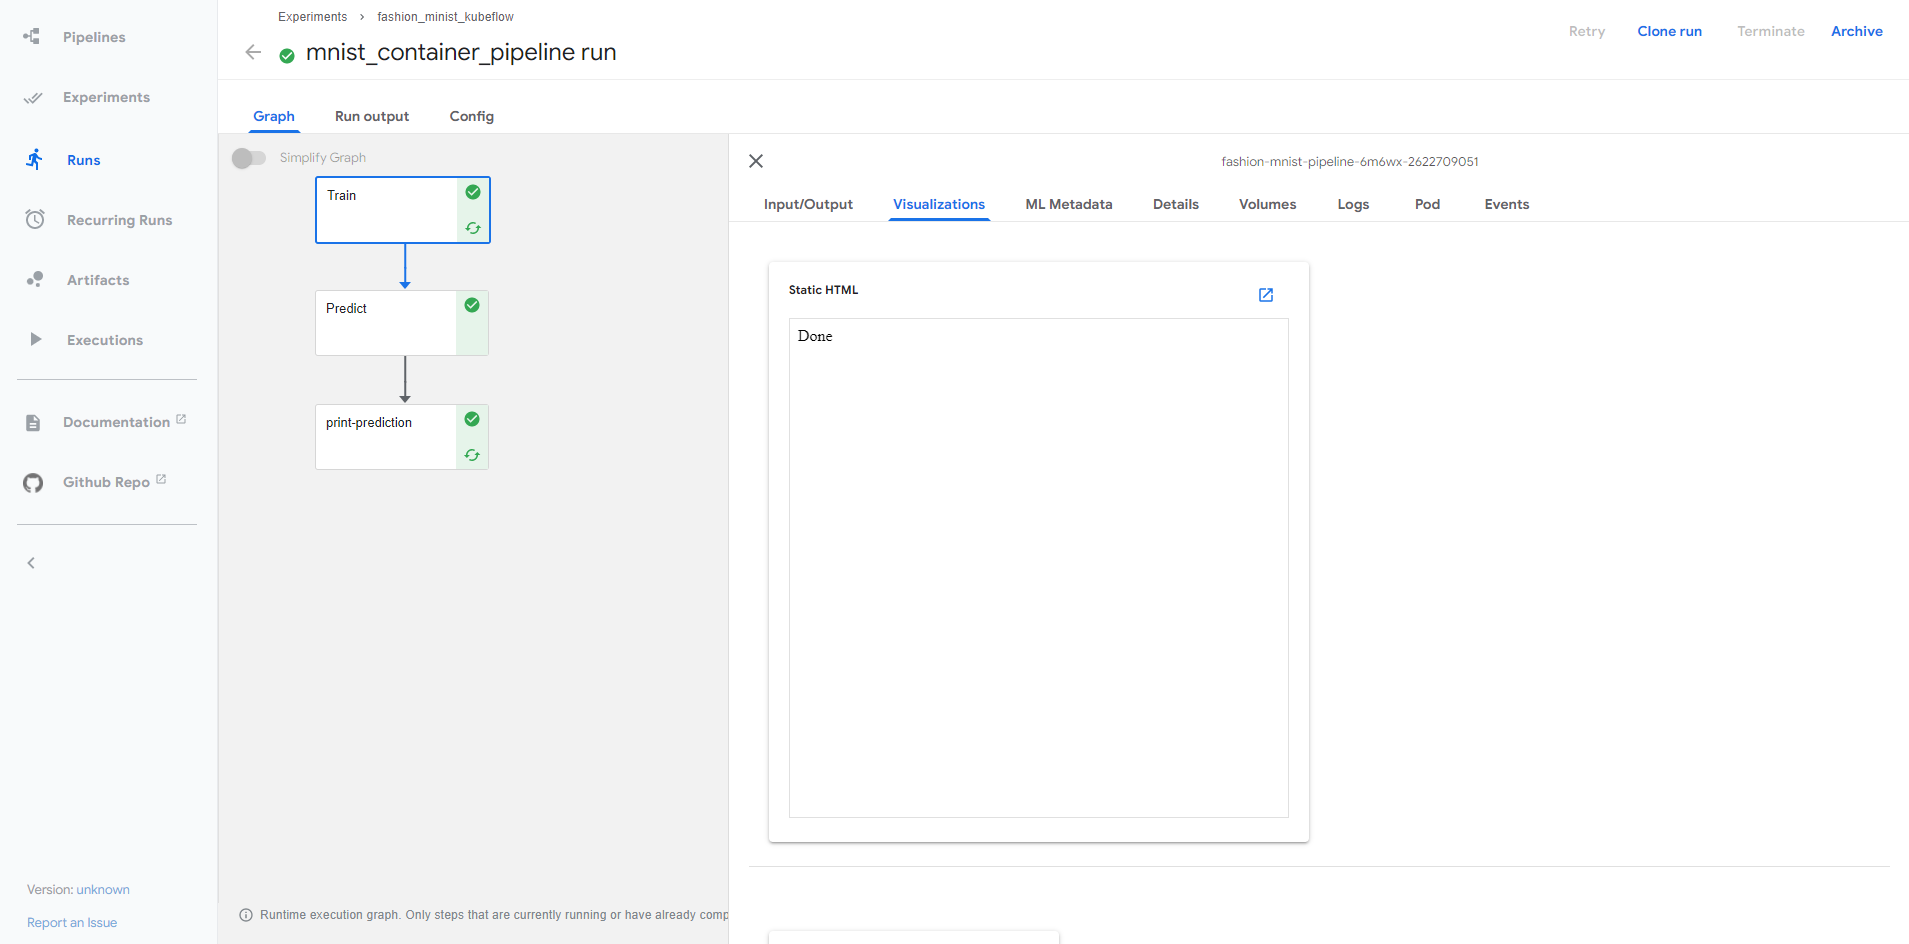 Pipelines
Experiments
Runs
Recurring Runs
Artifacts
Executions
Documentation
Github Repo
Version: unknown
Report an Issue
Experiments › fashion_minist_kubeflow
mnist_container_pipeline run
Retry
Clone run
Terminate
Archive
Graph
Run output
Config
Simplify Graph
Train
Predict
print-prediction
Runtime execution graph. Only steps that are currently running or have already comp
fashion-mnist-pipeline-6m6wx-2622709051
Input/Output
Visualizations
ML Metadata
Details
Volumes
Logs
Pod
Events
Static HTML
Done